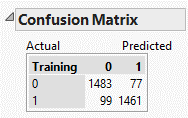 Confusion Matrix
Actual Predicted
Training 0 1
0 1483 77
1 99 1461